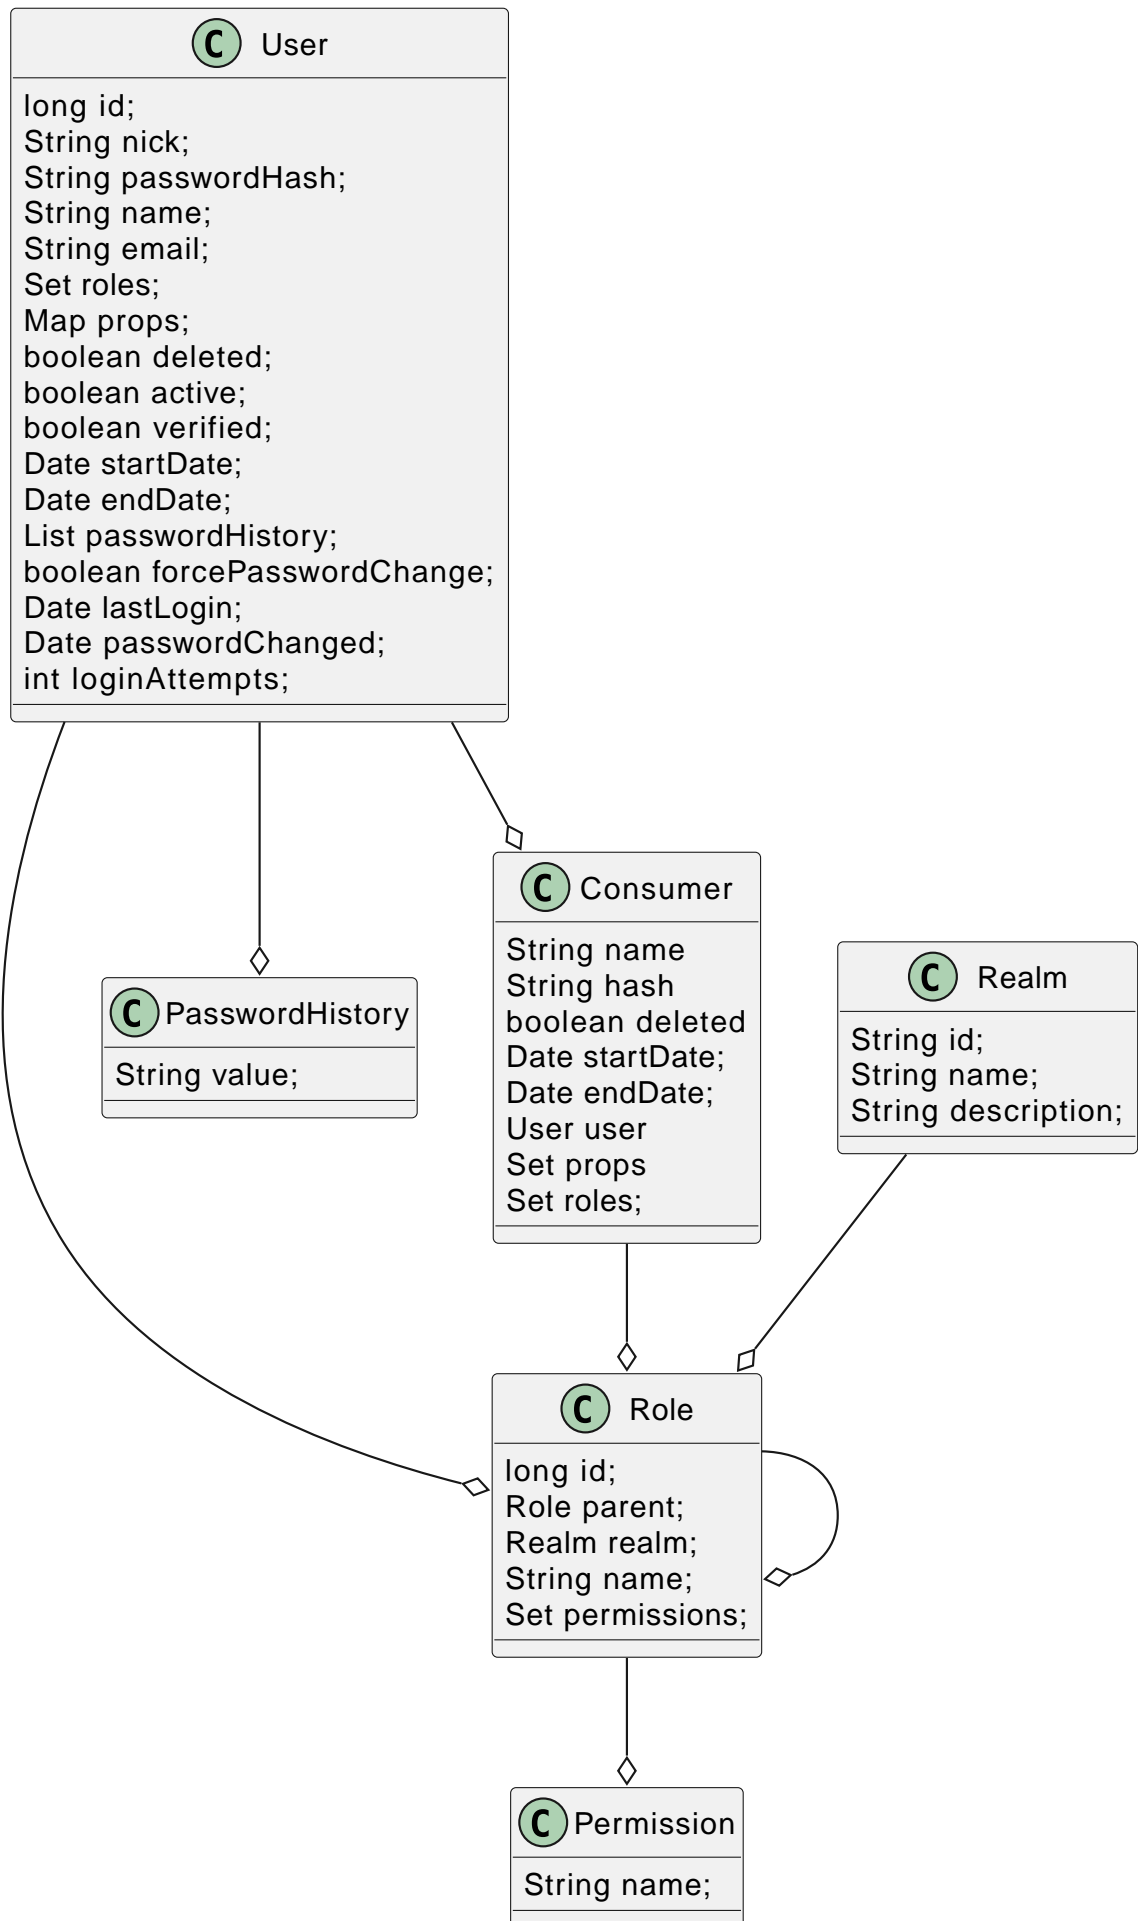 C User
long id;
String nick;
String passwordHash;
String name;
String email;
Set roles;
Map props;
boolean deleted;
boolean active;
boolean verified;
Date startDate;
Date endDate;
List passwordHistory;
boolean forcePasswordChange;
Date lastLogin;
Date passwordChanged;
int loginAttempts;
C Consumer
String name
String hash
boolean deleted
Date startDate;
Date endDate;
User user
Set props
Set roles;
C Realm
String id;
String name;
String description;
C PasswordHistory
String value;
C Role
long id;
Role parent;
Realm realm;
String name;
Set permissions;
C Permission
String name;